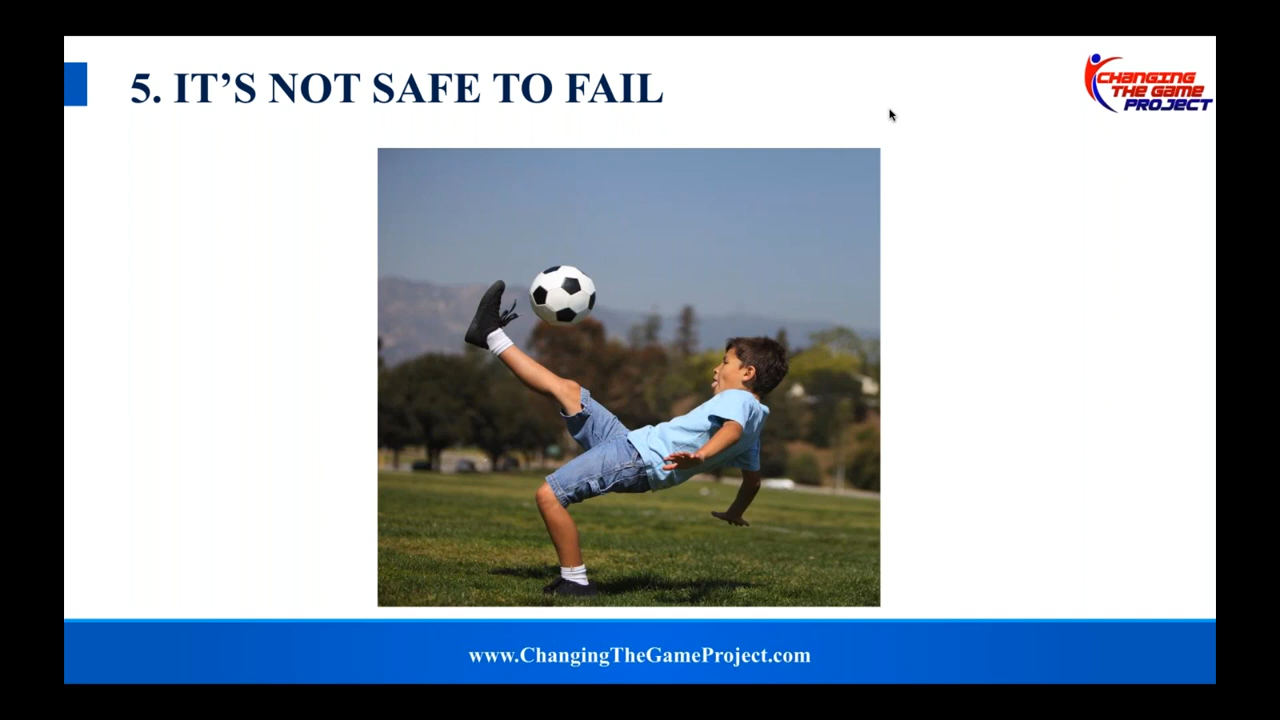 5. IT'S NOT SAFE TO FAIL
CHANGING
THE GAME
PROJECT
www.ChangingTheGameProject.com